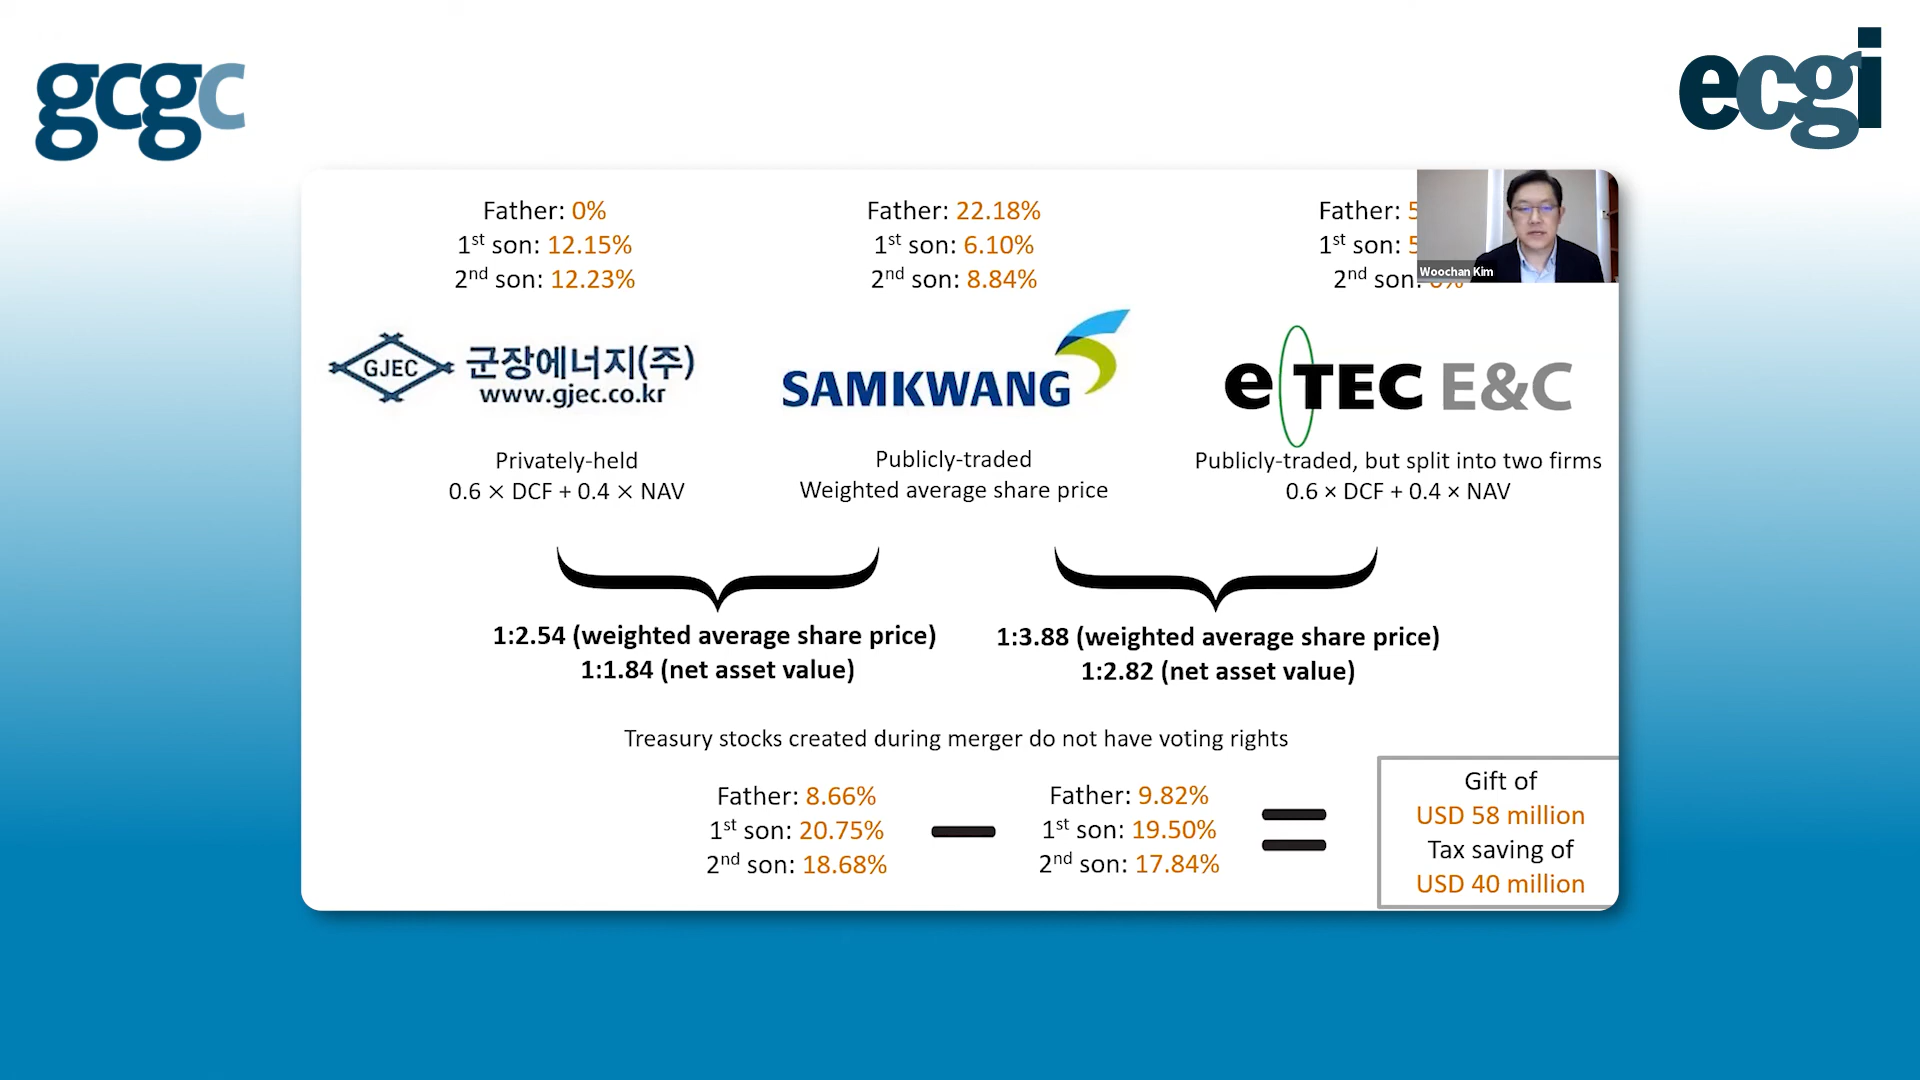 gcgc
ecgi
Father: 0%
1st son: 12.15%
2nd son: 12.23%
Father: 22.18%
1st son: 6.10%
2nd son: 8.84%
Father: 5
1st son: 5
2nd son: 0%
Woochan Kim
GJEC
군장에너지(주)
www.gjec.co.kr
SAMKWANG
eTEC E&C
Privately-held
0.6 × DCF + 0.4 × NAV
Publicly-traded
Weighted average share price
Publicly-traded, but split into two firms
0.6 × DCF + 0.4 × NAV
1:2.54 (weighted average share price)
1:1.84 (net asset value)
1:3.88 (weighted average share price)
1:2.82 (net asset value)
Treasury stocks created during merger do not have voting rights
Father: 8.66%
1st son: 20.75%
2nd son: 18.68%
Father: 9.82%
1st son: 19.50%
2nd son: 17.84%
Gift of
USD 58 million
Tax saving of
USD 40 million